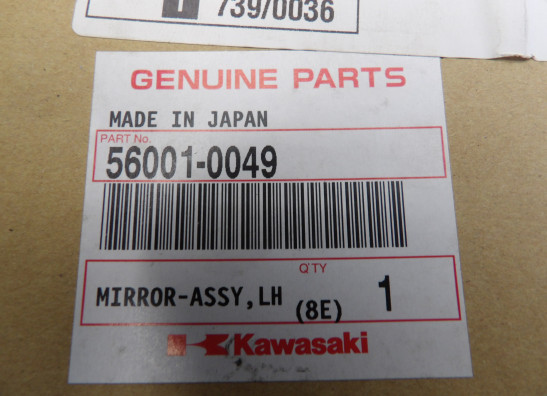 739/0036
GENUINE PARTS
MADE IN JAPAN
PART No.
56001-0049
Q'TY
MIRROR-ASSY,LH (8E) 1
Kawasaki